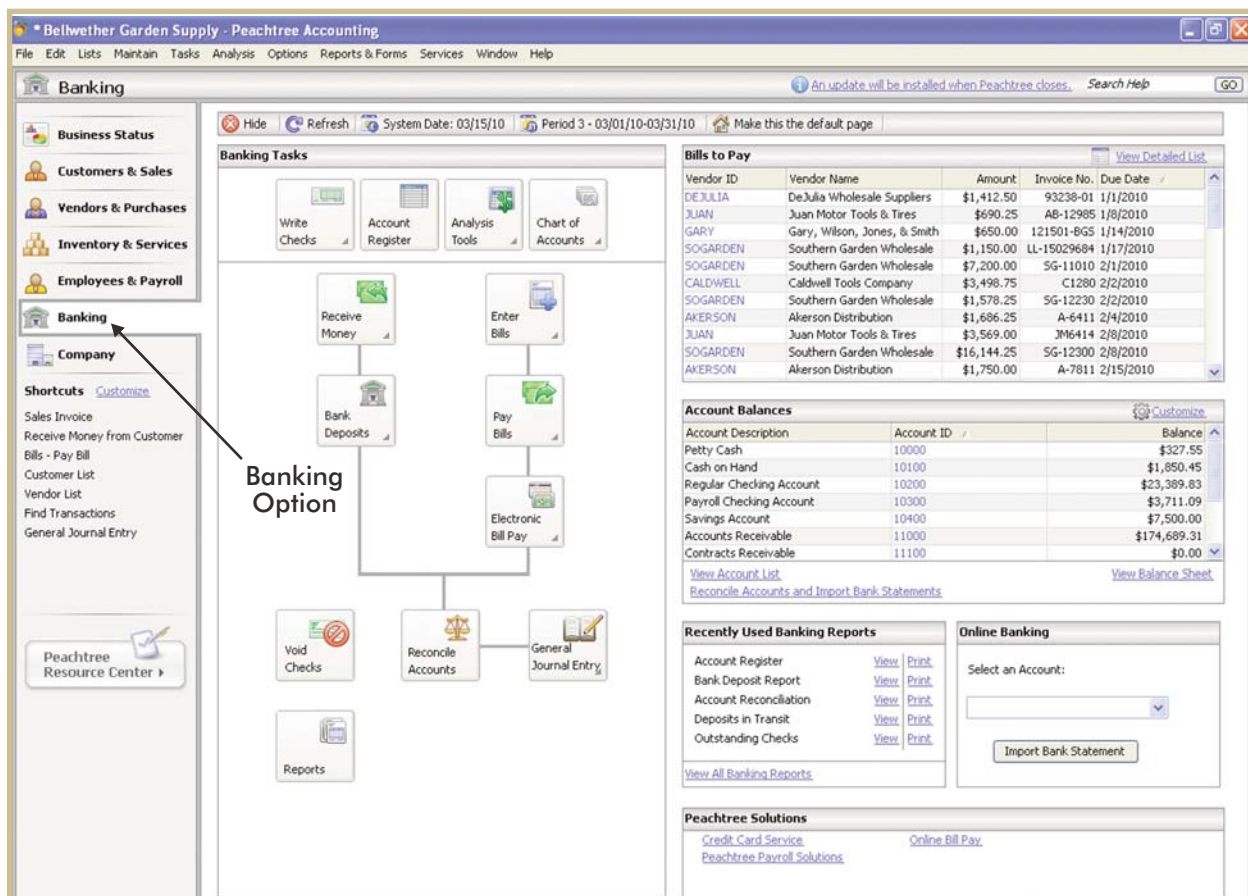 * Bellwether Garden Supply - Peachtree Accounting
File Edit Lists Maintain Tasks Analysis Options Reports & Forms Services Window Help
Banking
An update will be installed when Peachtree closes. Search Help GO
Business Status
Customers & Sales
Vendors & Purchases
Inventory & Services
Employees & Payroll
Banking
Company
Shortcuts Customize
Sales Invoice
Receive Money from Customer
Bills - Pay Bill
Customer List
Vendor List
Find Transactions
General Journal Entry
Peachtree
Resource Center
Banking
Option
Hide Refresh System Date: 03/15/10 Period 3 - 03/01/10-03/31/10 Make this the default page
Banking Tasks
Write
Checks
Account
Register
Analysis
Tools
Chart of
Accounts
Receive
Money
Enter
Bills
Bank
Deposits
Pay
Bills
Electronic
Bill Pay
Void
Checks
Reconcile
Accounts
General
Journal Entry
Reports
Bills to Pay View Detailed List
Vendor ID Vendor Name Amount Invoice No. Due Date
DEJULIA DeJulia Wholesale Suppliers $1,412.50 93238-01 1/1/2010
JUAN Juan Motor Tools & Tires $690.25 AB-12985 1/8/2010
GARY Gary, Wilson, Jones, & Smith $650.00 121501-BGS 1/14/2010
SOGARDEN Southern Garden Wholesale $1,150.00 LL-15029684 1/17/2010
SOGARDEN Southern Garden Wholesale $7,200.00 SG-11010 2/1/2010
CALDWELL Caldwell Tools Company $3,498.75 C1280 2/2/2010
SOGARDEN Southern Garden Wholesale $1,578.25 SG-12230 2/2/2010
AKERSON Akerson Distribution $1,686.25 A-6411 2/4/2010
JUAN Juan Motor Tools & Tires $3,569.00 JM6414 2/8/2010
SOGARDEN Southern Garden Wholesale $16,144.25 SG-12300 2/8/2010
AKERSON Akerson Distribution $1,750.00 A-7811 2/15/2010
Account Balances Customize
Account Description Account ID Balance
Petty Cash 10000 $327.55
Cash on Hand 10100 $1,850.45
Regular Checking Account 10200 $23,389.83
Payroll Checking Account 10300 $3,711.09
Savings Account 10400 $7,500.00
Accounts Receivable 11000 $174,689.31
Contracts Receivable 11100 $0.00
View Account List View Balance Sheet
Reconcile Accounts and Import Bank Statements
Recently Used Banking Reports
Account Register View Print
Bank Deposit Report View Print
Account Reconciliation View Print
Deposits in Transit View Print
Outstanding Checks View Print
View All Banking Reports
Online Banking
Select an Account:
Import Bank Statement
Peachtree Solutions
Credit Card Service Online Bill Pay
Peachtree Payroll Solutions